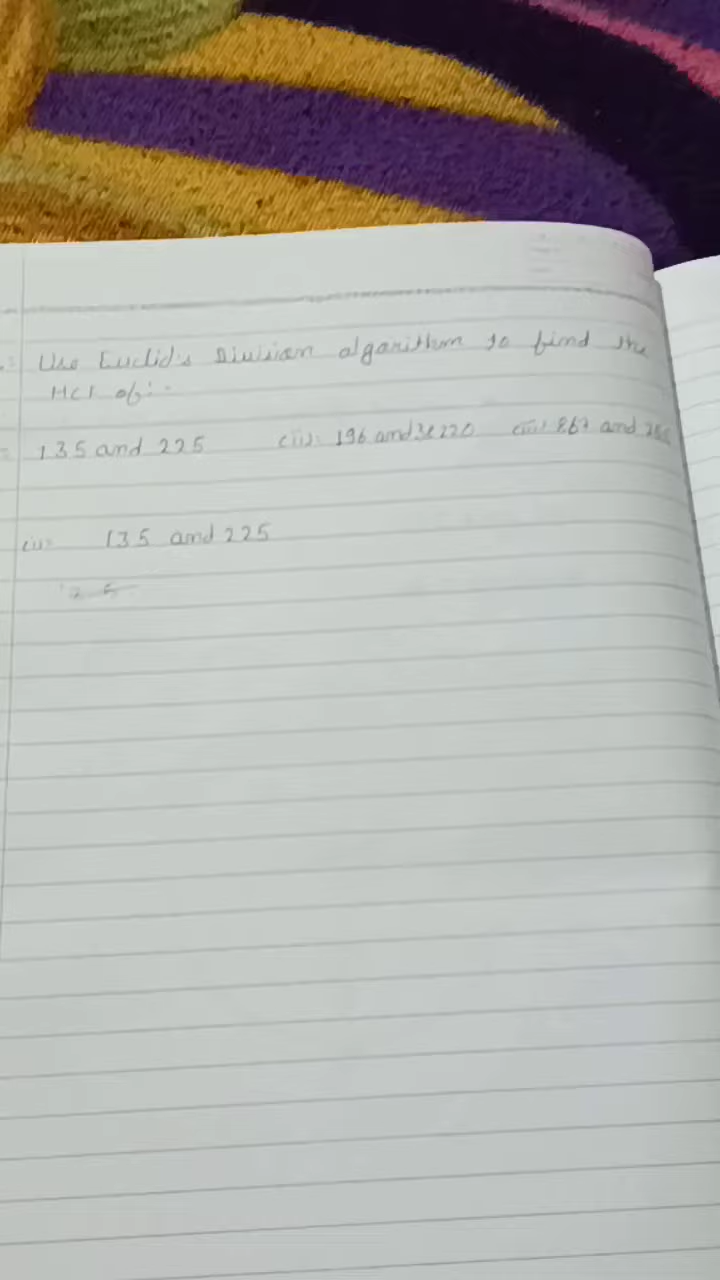 Use Euclid's Division algarithm to find the
HCF of:-
135 and 225 (ii): 196 and 38220 (iii) 867 and
(i)= 135 and 225